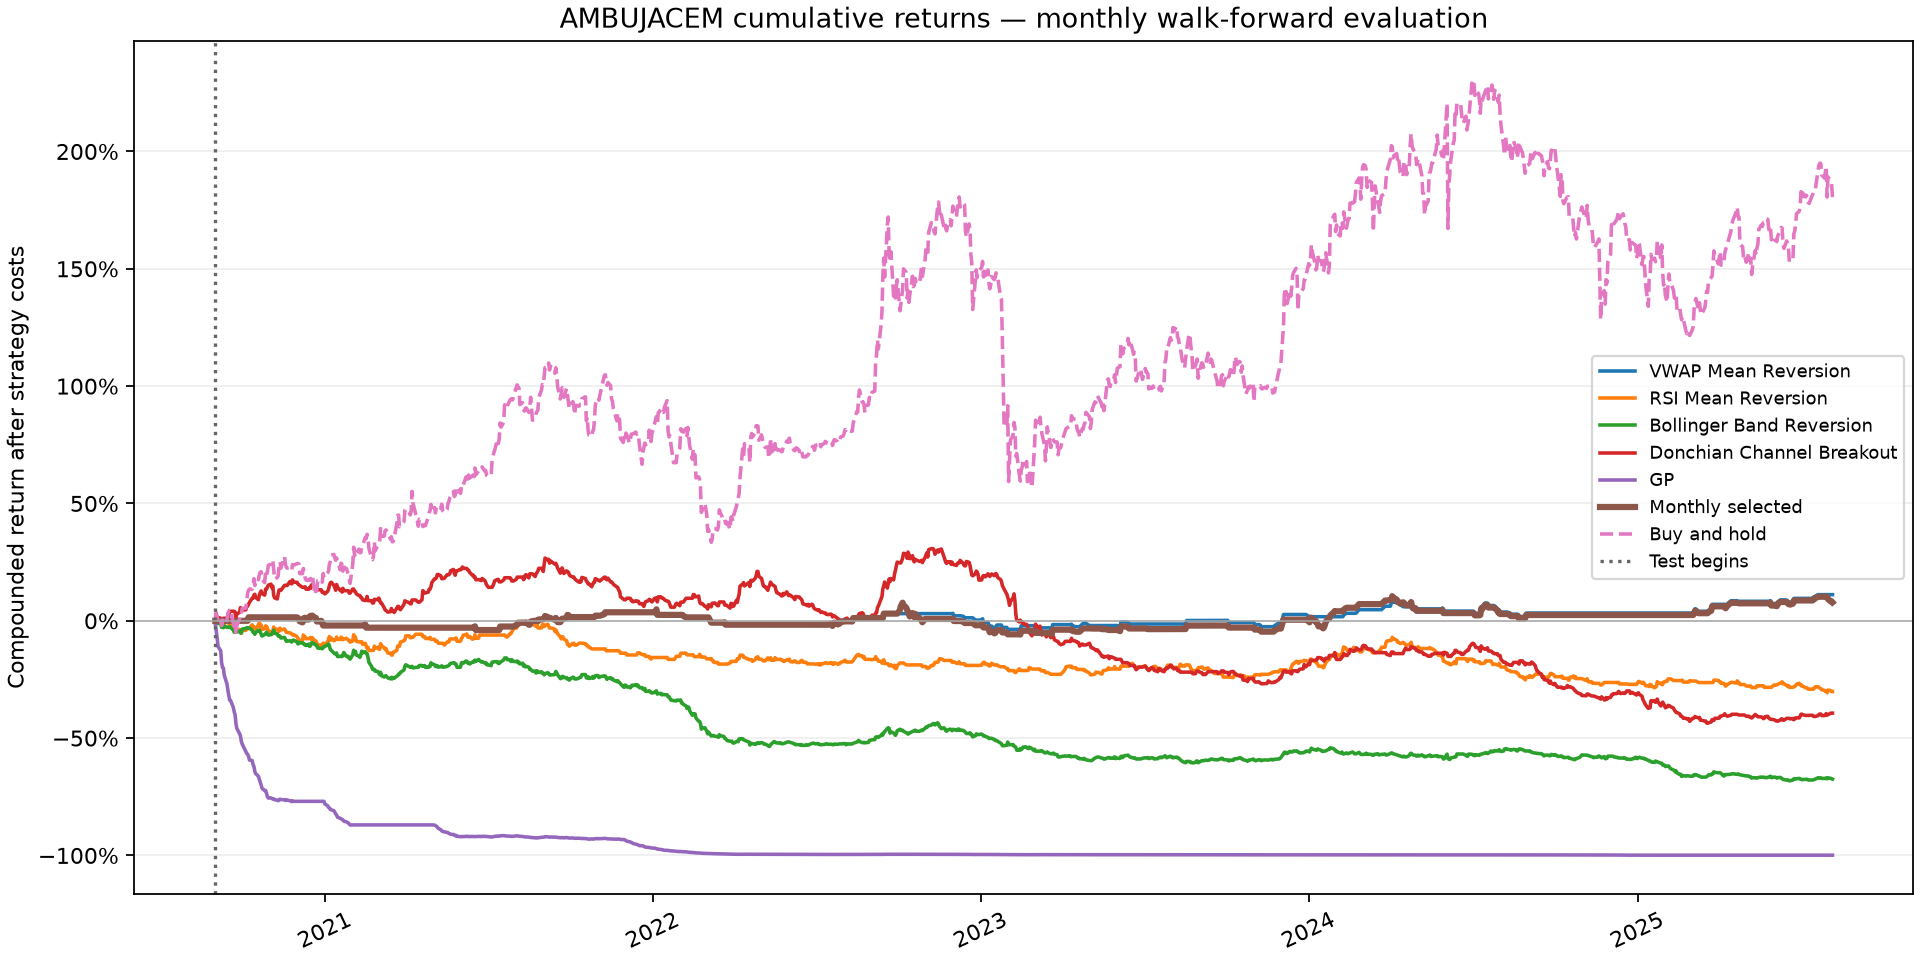 AMBUJACEM cumulative returns — monthly walk-forward evaluation
Compounded return after strategy costs
200%
150%
100%
50%
0%
−50%
−100%
VWAP Mean Reversion
RSI Mean Reversion
Bollinger Band Reversion
Donchian Channel Breakout
GP
Monthly selected
Buy and hold
Test begins
2021
2022
2023
2024
2025